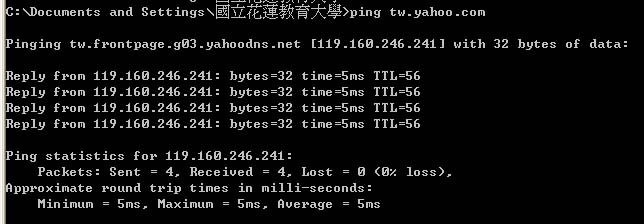 C:\Documents and Settings\國立花蓮教育大學>ping tw.yahoo.com
Pinging tw.frontpage.g03.yahoodns.net [119.160.246.241] with 32 bytes of data:
Reply from 119.160.246.241: bytes=32 time=5ms TTL=56
Reply from 119.160.246.241: bytes=32 time=5ms TTL=56
Reply from 119.160.246.241: bytes=32 time=5ms TTL=56
Reply from 119.160.246.241: bytes=32 time=5ms TTL=56
Ping statistics for 119.160.246.241:
Packets: Sent = 4, Received = 4, Lost = 0 (0% loss),
Approximate round trip times in milli-seconds:
Minimum = 5ms, Maximum = 5ms, Average = 5ms